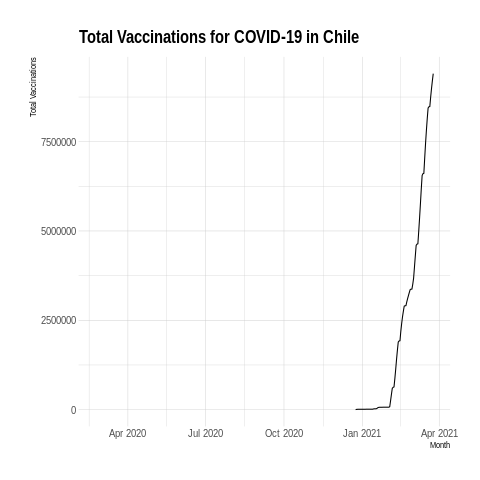 Total Vaccinations for COVID-19 in Chile
Total Vaccinations
7500000
5000000
2500000
0
Apr 2020 Jul 2020 Oct 2020 Jan 2021 Apr 2021
Month